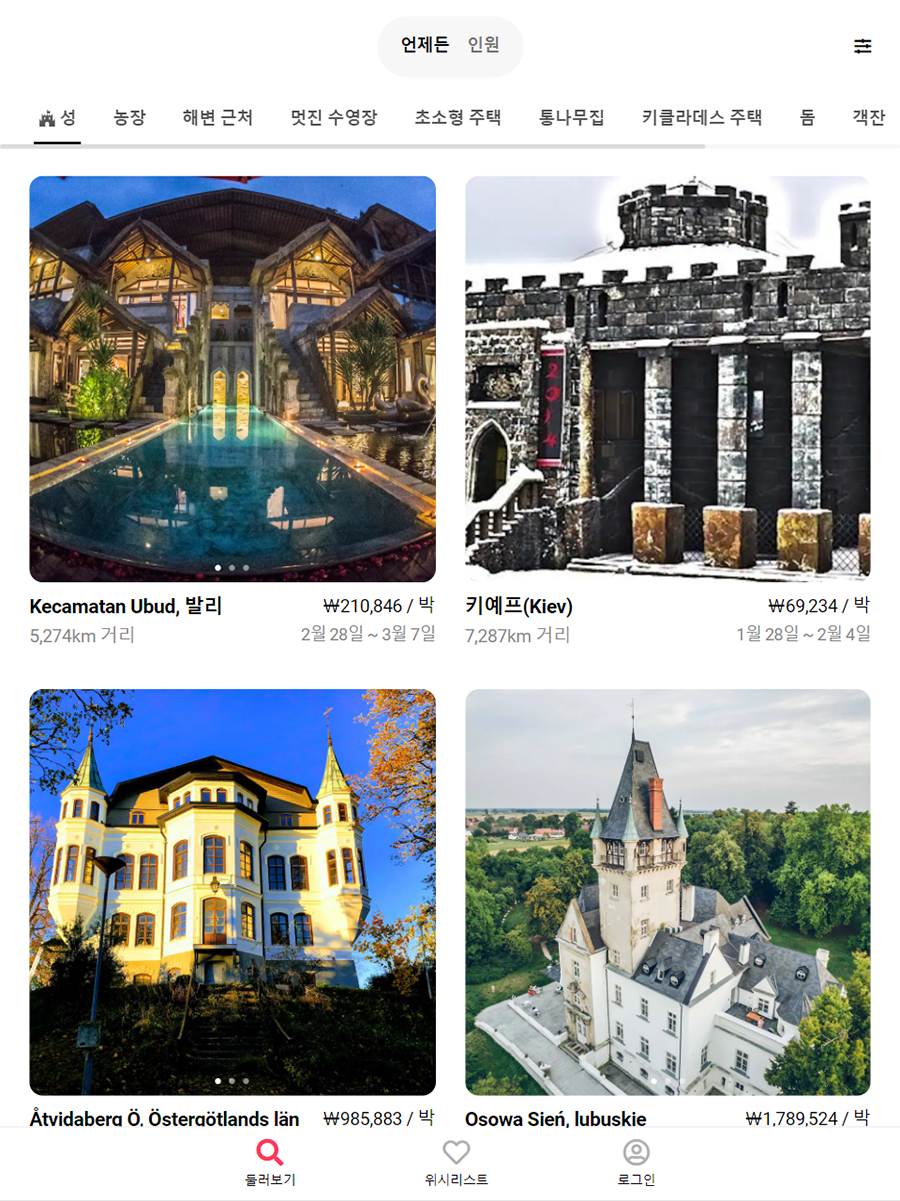 언제든 인원
성 농장 해변 근처 멋진 수영장 초소형 주택 통나무집 키클라데스 주택 돔 객잔
2014
Kecamatan Ubud, 발리 ₩210,846 / 박
5,274km 거리 2월 28일 ~ 3월 7일
키예프(Kiev) ₩69,234 / 박
7,287km 거리 1월 28일 ~ 2월 4일
Åtvidaberg Ö, Östergötlands län ₩985,883 / 박
Osowa Sień, lubuskie ₩1,789,524 / 박
둘러보기 위시리스트 로그인